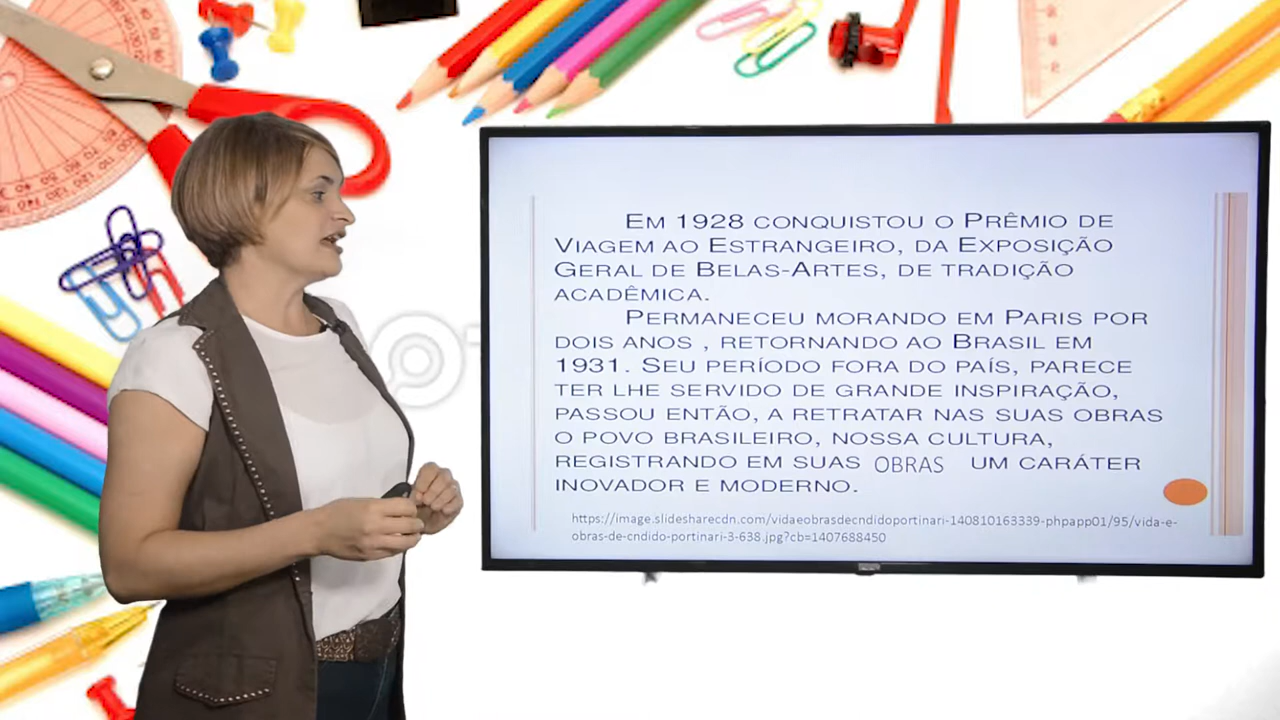 EM 1928 CONQUISTOU O PRÊMIO DE
VIAGEM AO ESTRANGEIRO, DA EXPOSIÇÃO
GERAL DE BELAS-ARTES, DE TRADIÇÃO
ACADÊMICA.
PERMANECEU MORANDO EM PARIS POR
DOIS ANOS , RETORNANDO AO BRASIL EM
1931. SEU PERÍODO FORA DO PAÍS, PARECE
TER LHE SERVIDO DE GRANDE INSPIRAÇÃO,
PASSOU ENTÃO, A RETRATAR NAS SUAS OBRAS
O POVO BRASILEIRO, NOSSA CULTURA,
REGISTRANDO EM SUAS OBRAS UM CARÁTER
INOVADOR E MODERNO.
https://image.slidesharecdn.com/vidaeobrasdecndidoportinari-140810163339-phpapp01/95/vida-e-
obras-de-cndido-portinari-3-638.jpg?cb=1407688450